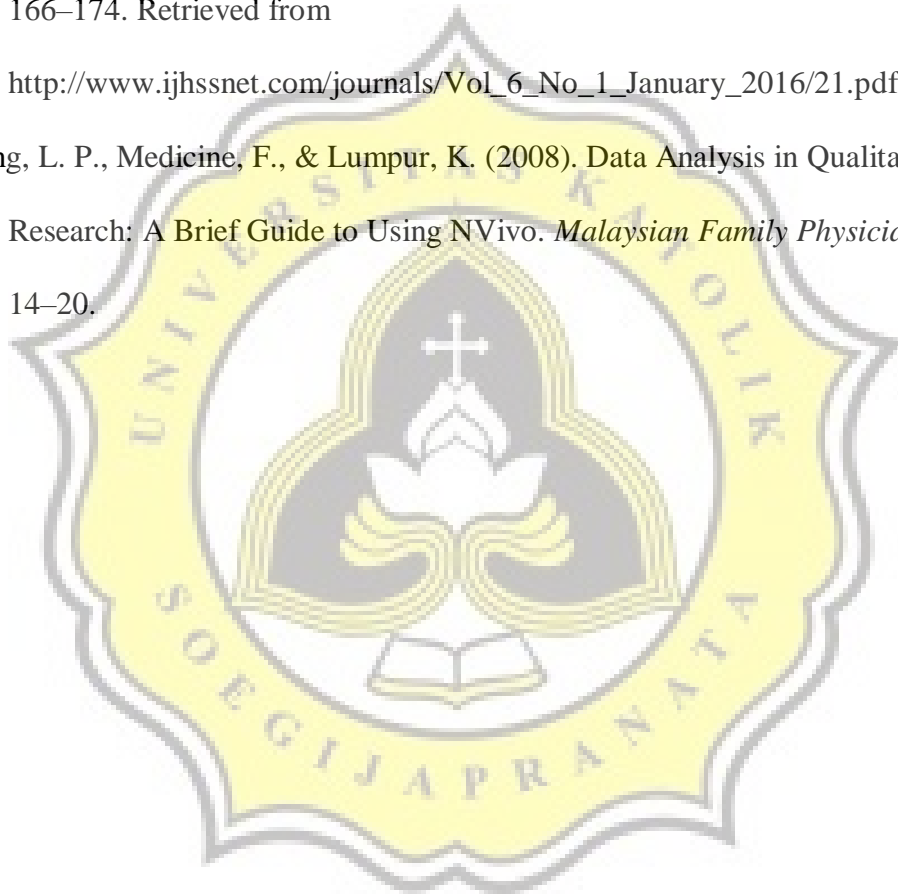 166–174. Retrieved from
http://www.ijhssnet.com/journals/Vol_6_No_1_January_2016/21.pdf
ng, L. P., Medicine, F., & Lumpur, K. (2008). Data Analysis in Qualita
Research: A Brief Guide to Using NVivo. Malaysian Family Physicia
14–20.
UNIVERSITAS KATOLIK
SOEGIJAPRANATA